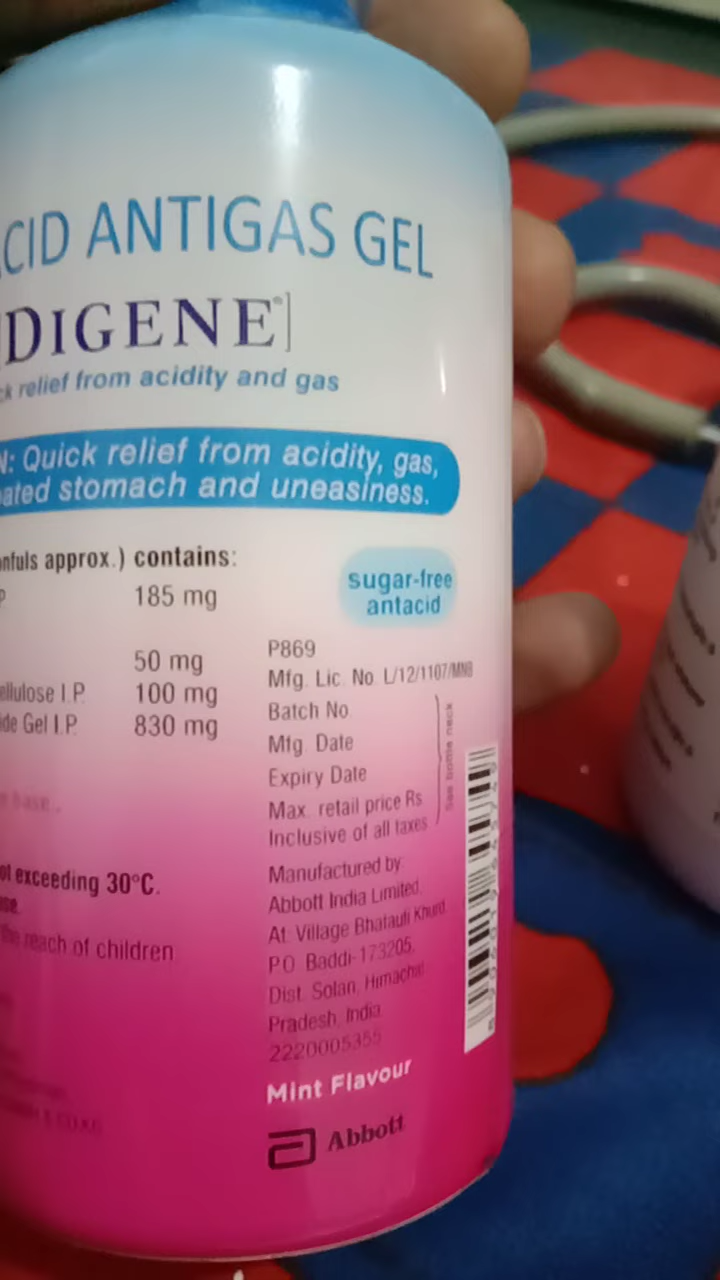 CID ANTIGAS GEL
DIGENE®
relief from acidity and gas
N: Quick relief from acidity, gas,
ated stomach and uneasiness.
nfuls approx.) contains:
185 mg
50 mg
ellulose I.P. 100 mg
ide Gel I.P. 830 mg
base.
ot exceeding 30°C.
the reach of children
sugar-free
antacid
P869
Mfg. Lic. No. L/12/1107/MNB
Batch No.
Mfg. Date
Expiry Date
Max. retail price Rs.
Inclusive of all taxes
See bottle neck
Manufactured by:
Abbott India Limited,
At: Village Bhatauli Khurd,
P.O. Baddi-173205,
Dist. Solan, Himachal
Pradesh, India.
2220005355
Mint Flavour
Abbott